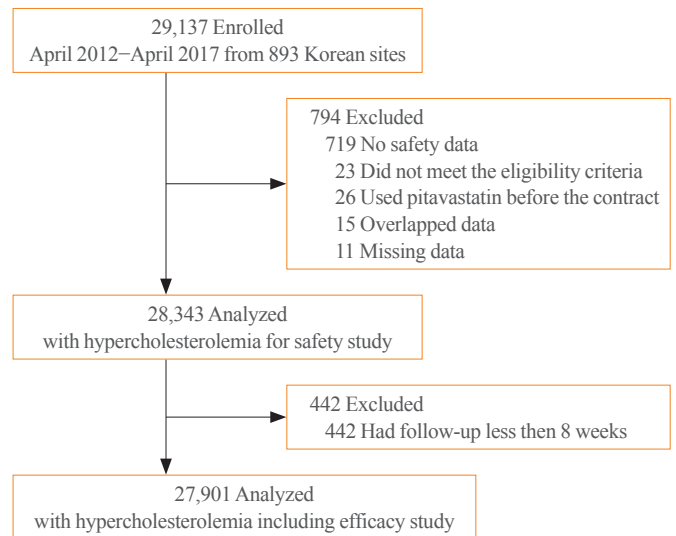 29,137 Enrolled
April 2012−April 2017 from 893 Korean sites
794 Excluded
719 No safety data
23 Did not meet the eligibility criteria
26 Used pitavastatin before the contract
15 Overlapped data
11 Missing data
28,343 Analyzed
with hypercholesterolemia for safety study
442 Excluded
442 Had follow-up less then 8 weeks
27,901 Analyzed
with hypercholesterolemia including efficacy study